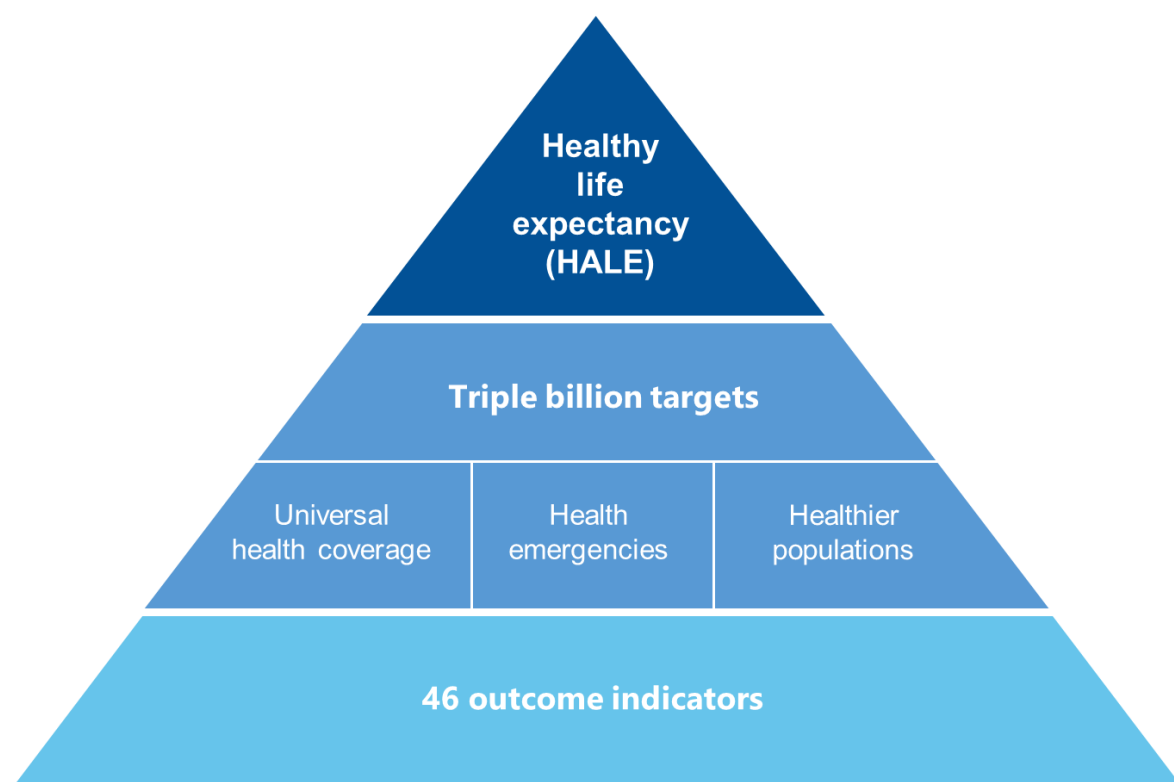 Healthy
life
expectancy
(HALE)
Triple billion targets
Universal
health coverage
Health
emergencies
Healthier
populations
46 outcome indicators